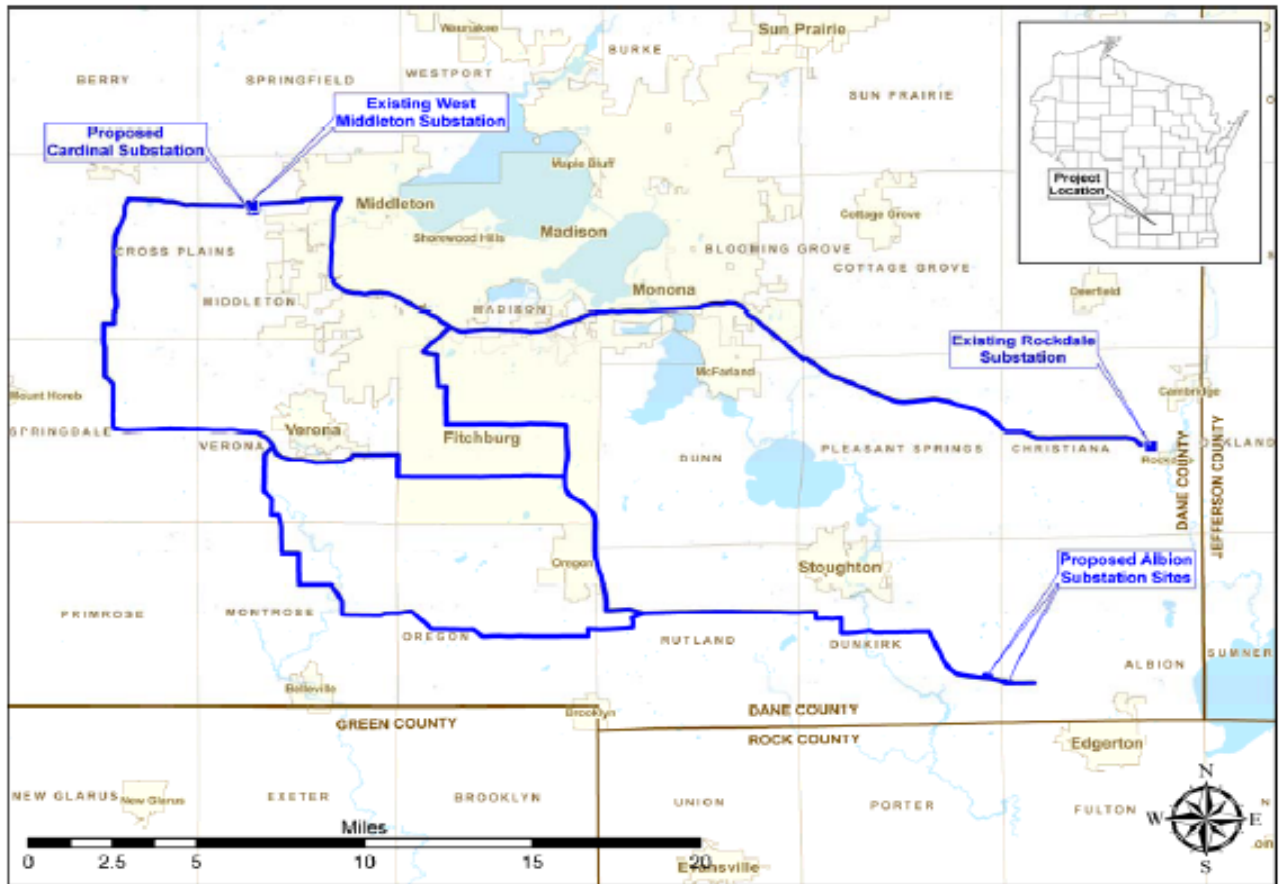 Waunakee
Sun Prairie
BURKE
BERRY
SPRINGFIELD
WESTPORT
SUN PRAIRIE
Existing West
Middleton Substation
Proposed
Cardinal Substation
Maple Bluff
Project
Location
Middleton
Cottage Grove
Shorewood Hills
Madison
CROSS PLAINS
BLOOMING GROVE
COTTAGE GROVE
Deerfield
MIDDLETON
Monona
MADISON
Existing Rockdale
Substation
McFarland
Cambridge
Mount Horeb
SPRINGDALE
Verona
VERONA
Fitchburg
DUNN
PLEASANT SPRINGS
CHRISTIANA
DANE COUNTY
JEFFERSON COUNTY
Oregon
Stoughton
Proposed Albion
Substation Sites
PRIMROSE
MONTROSE
OREGON
RUTLAND
DUNKIRK
ALBION
SUMNER
Belleville
Brooklyn
GREEN COUNTY
DANE COUNTY
ROCK COUNTY
Edgerton
NEW GLARUS
New Glarus
EXETER
BROOKLYN
UNION
PORTER
FULTON
N
W
E
S
Miles
0
2.5
5
10
15
20
Evansville